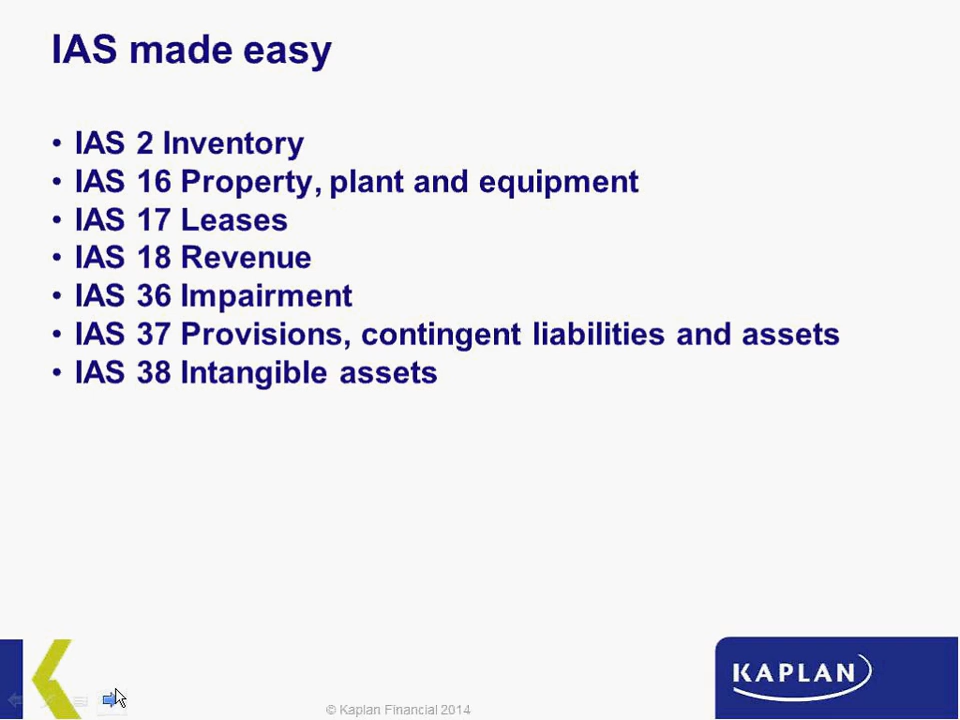 IAS made easy
• IAS 2 Inventory
• IAS 16 Property, plant and equipment
• IAS 17 Leases
• IAS 18 Revenue
• IAS 36 Impairment
• IAS 37 Provisions, contingent liabilities and assets
• IAS 38 Intangible assets
KAPLAN
© Kaplan Financial 2014